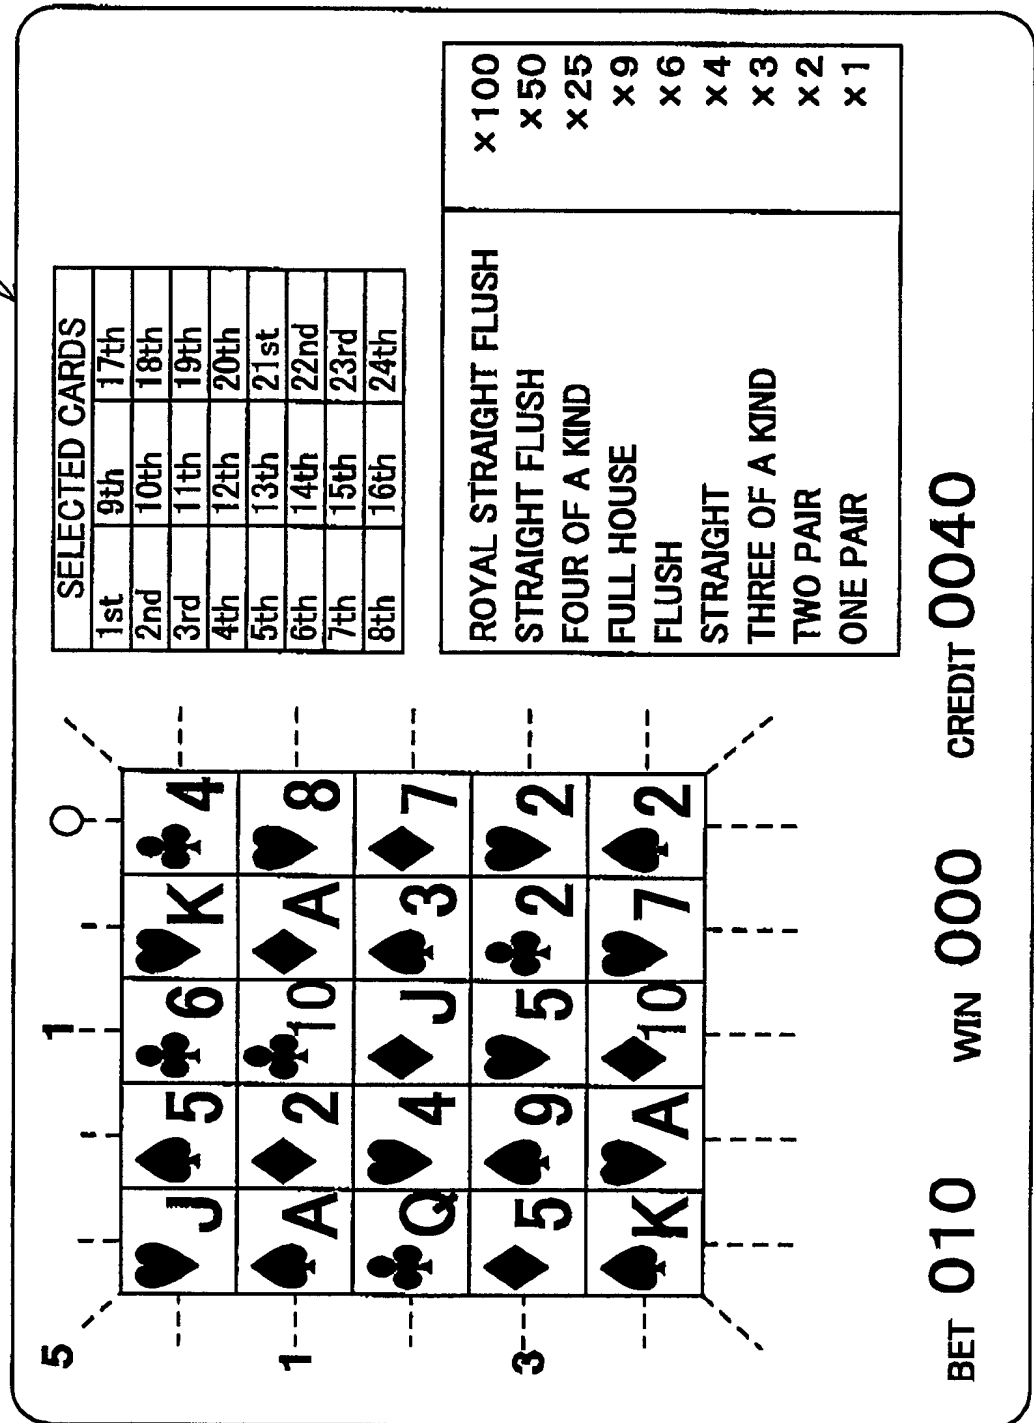 5 1 ○
♥J ♠5 ♣6 ♥K ♣4
1 ♠A ♦2 ♣10 ♦A ♥8
♣Q ♥4 ♦J ♠3 ♦7
3 ♦5 ♠9 ♥5 ♣2 ♥2
♠K ♥A ♦10 ♥7 ♠2
SELECTED CARDS
1st 9th 17th
2nd 10th 18th
3rd 11th 19th
4th 12th 20th
5th 13th 21st
6th 14th 22nd
7th 15th 23rd
8th 16th 24th
ROYAL STRAIGHT FLUSH ×100
STRAIGHT FLUSH ×50
FOUR OF A KIND ×25
FULL HOUSE ×9
FLUSH ×6
STRAIGHT ×4
THREE OF A KIND ×3
TWO PAIR ×2
ONE PAIR ×1
BET 010 WIN 000 CREDIT 0040